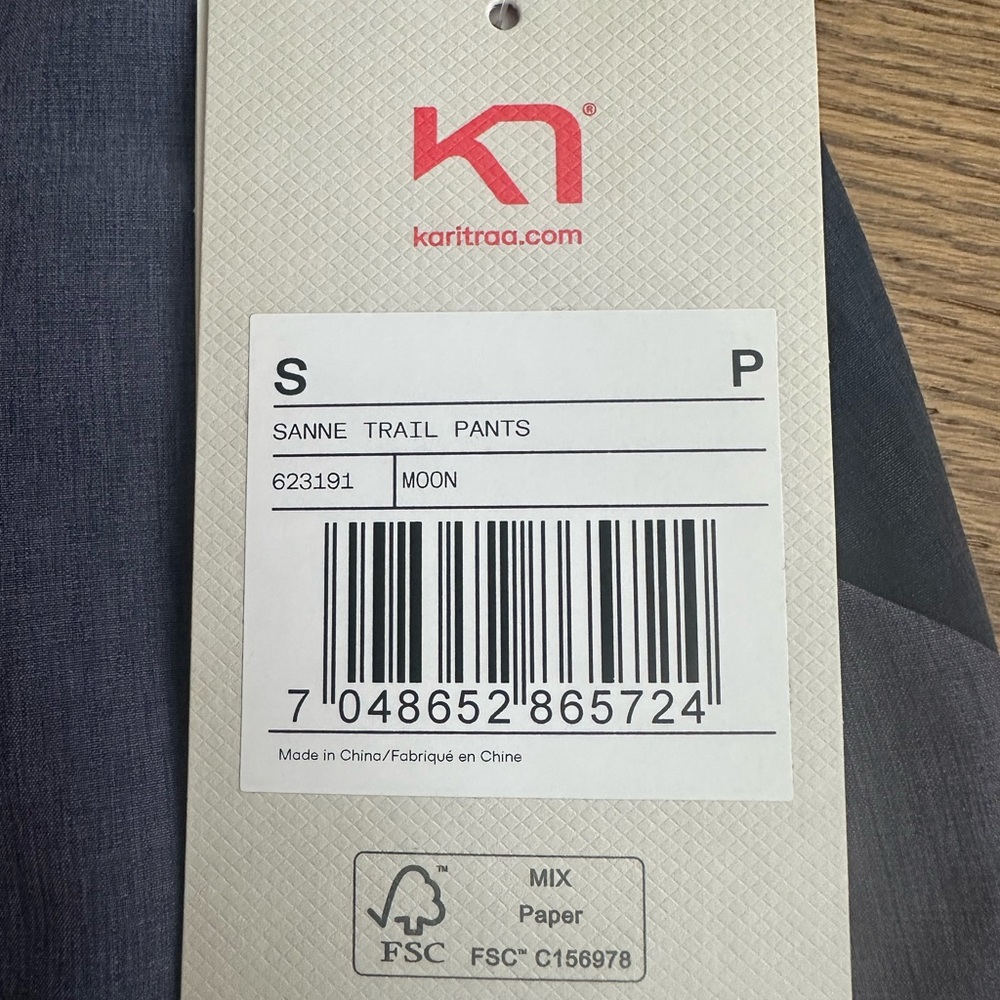 ®
karitraa.com
S P
SANNE TRAIL PANTS
623191 MOON
7 048652 865724
Made in China/Fabriqué en Chine
™
FSC
MIX
Paper
FSC™ C156978